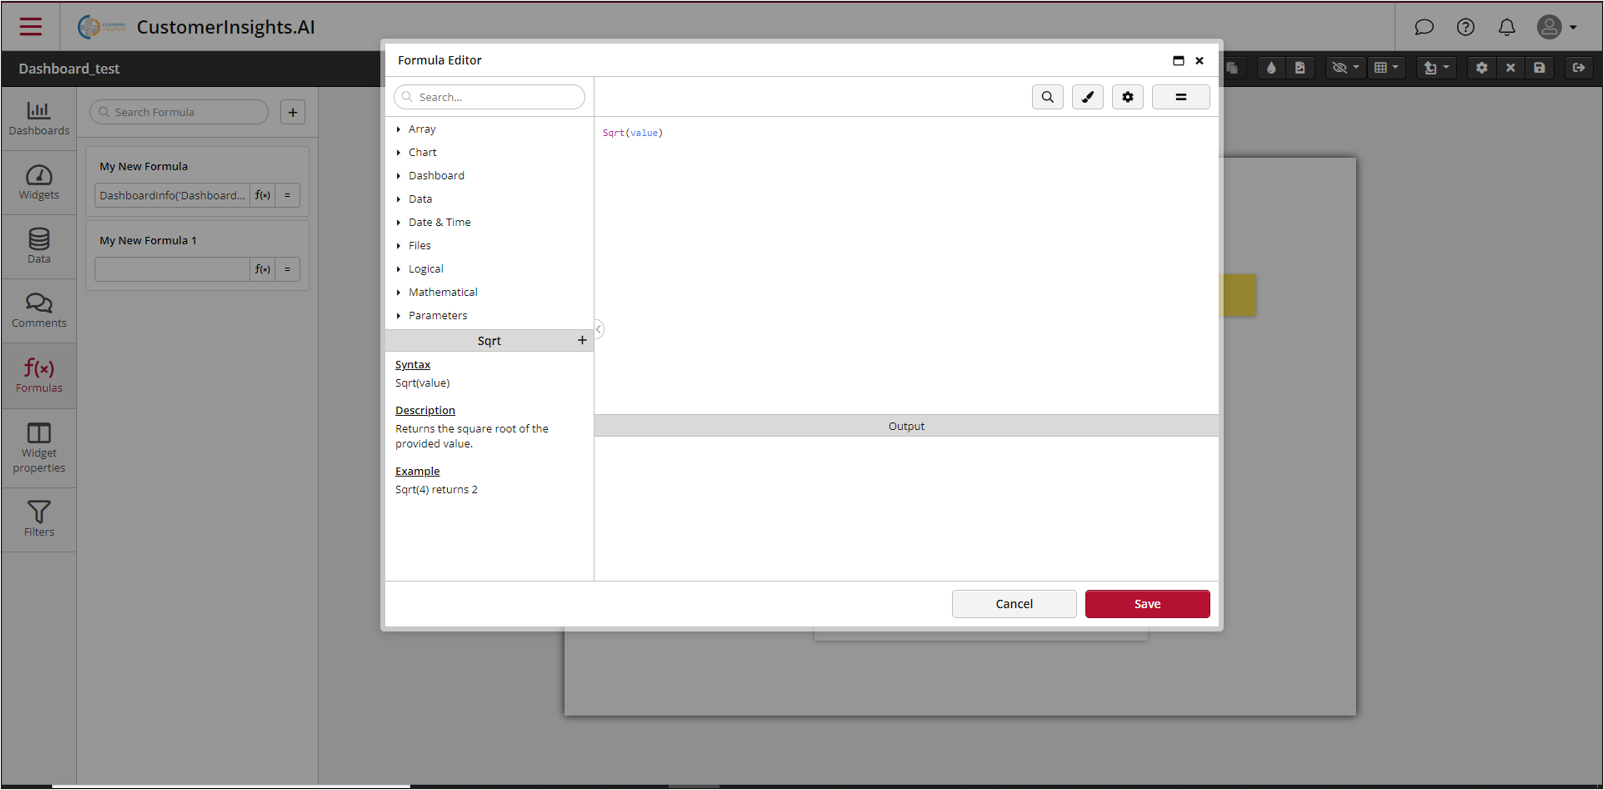 CustomerInsights.AI
Dashboard_test
Dashboards
Widgets
Data
Comments
f(x)
Formulas
Widget
properties
Filters
Search Formula
+
My New Formula
DashboardInfo('Dashboard... f(x) =
My New Formula 1
f(x) =
Formula Editor
Search...
Array
Chart
Dashboard
Data
Date & Time
Files
Logical
Mathematical
Parameters
Sqrt +
Syntax
Sqrt(value)
Description
Returns the square root of the
provided value.
Example
Sqrt(4) returns 2
Sqrt(value)
Output
Cancel
Save